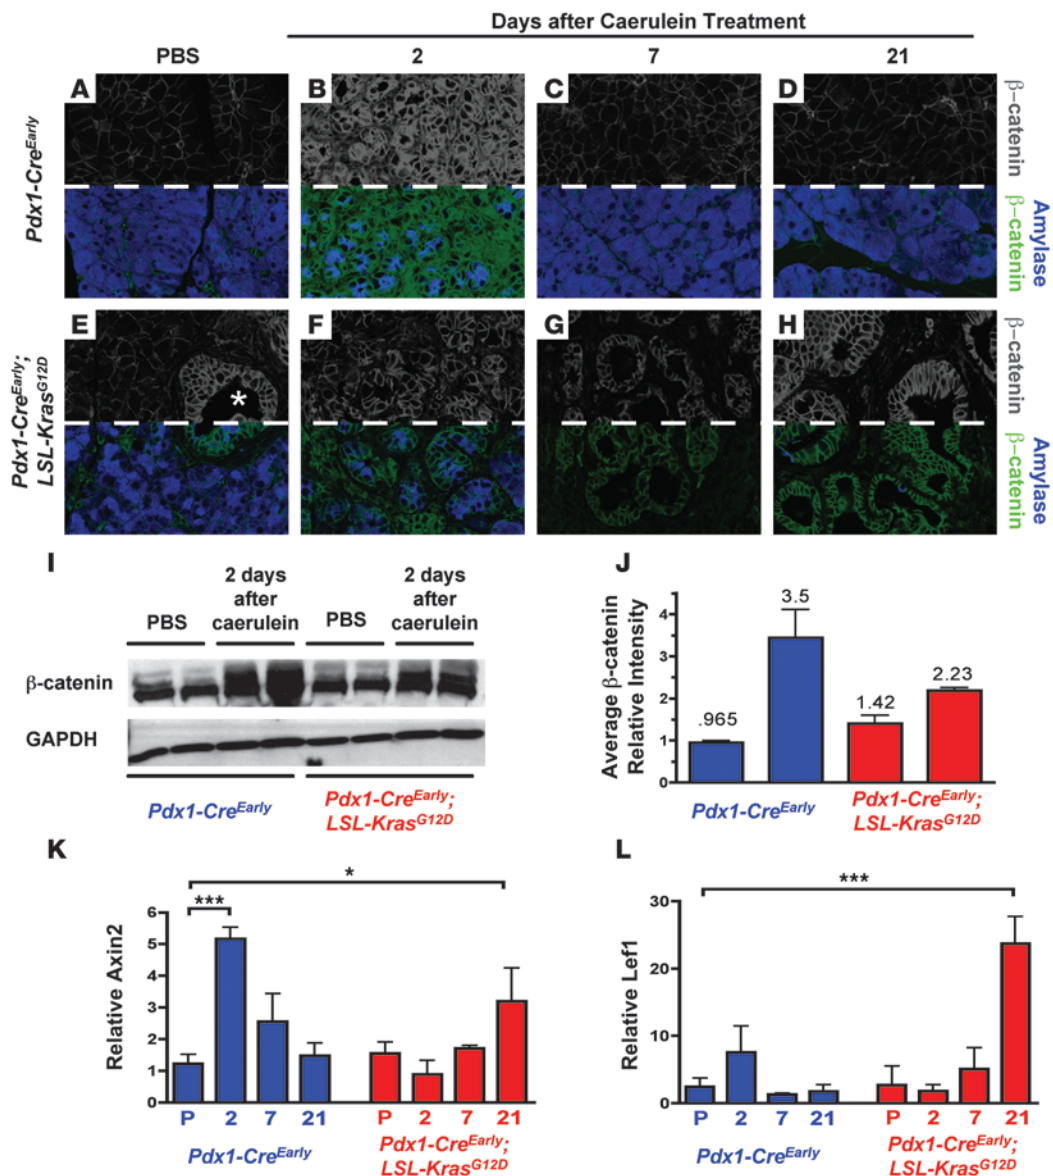 Days after Caerulein Treatment
PBS 2 7 21
A B C D
Pdx1-Cre^Early
β-catenin
β-catenin Amylase
E F G H
Pdx1-Cre^Early;
LSL-Kras^G12D
*
β-catenin
β-catenin Amylase
I
PBS 2 days after caerulein PBS 2 days after caerulein
β-catenin
GAPDH
Pdx1-Cre^Early Pdx1-Cre^Early;
LSL-Kras^G12D
J
Average β-catenin
Relative Intensity
4
3
2
1
0
.965 3.5 1.42 2.23
Pdx1-Cre^Early Pdx1-Cre^Early;
LSL-Kras^G12D
K
*
***
Relative Axin2
6
5
4
3
2
1
0
P 2 7 21 P 2 7 21
Pdx1-Cre^Early Pdx1-Cre^Early;
LSL-Kras^G12D
L
***
Relative Lef1
30
20
10
0
P 2 7 21 P 2 7 21
Pdx1-Cre^Early Pdx1-Cre^Early;
LSL-Kras^G12D